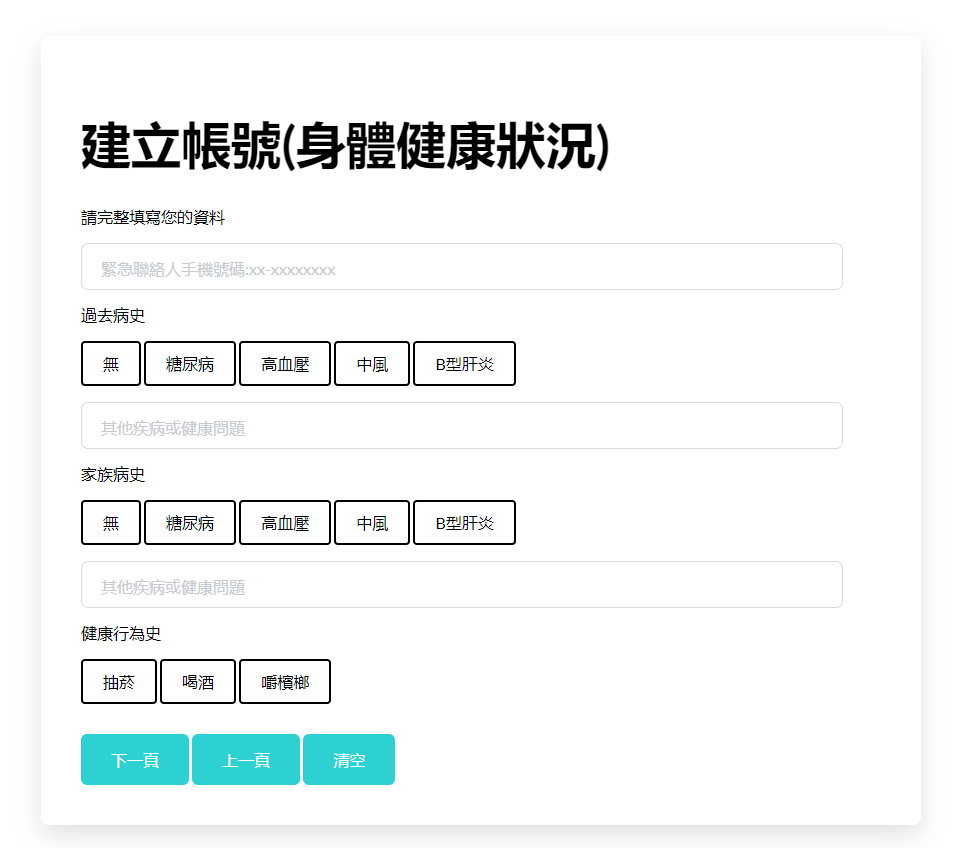 建立帳號(身體健康狀況)
請完整填寫您的資料
緊急聯絡人手機號碼:xx-xxxxxxxx
過去病史
無 糖尿病 高血壓 中風 B型肝炎
其他疾病或健康問題
家族病史
無 糖尿病 高血壓 中風 B型肝炎
其他疾病或健康問題
健康行為史
抽菸 喝酒 嚼檳榔
下一頁 上一頁 清空